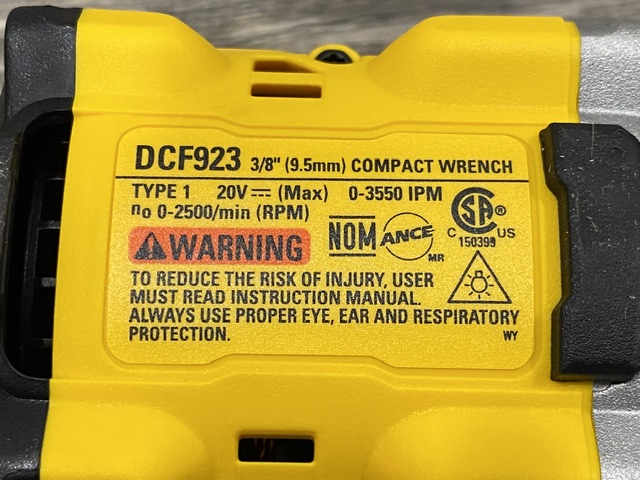 DCF923 3/8" (9.5mm) COMPACT WRENCH
TYPE 1 20V⎓ (Max) 0-3550 IPM
no 0-2500/min (RPM)
⚠WARNING
NOM
ANCE
MR
SA®
C US
150399
TO REDUCE THE RISK OF INJURY, USER
MUST READ INSTRUCTION MANUAL.
ALWAYS USE PROPER EYE, EAR AND RESPIRATORY
PROTECTION.
WY